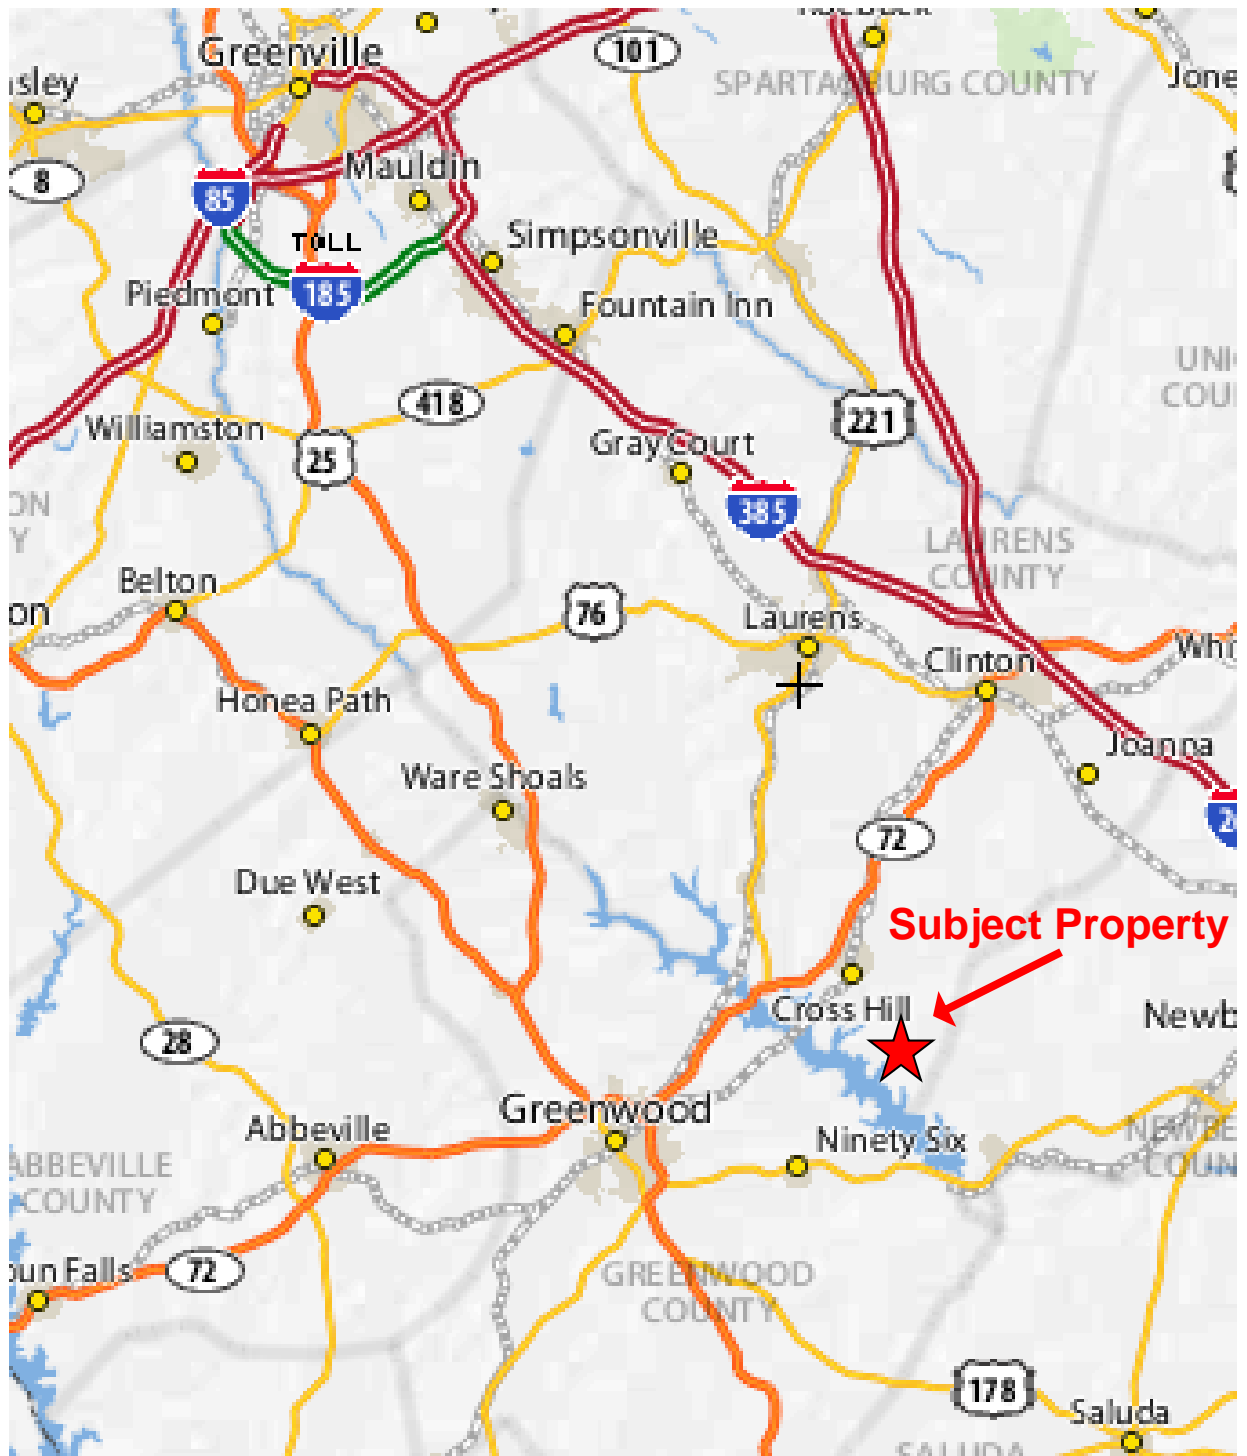 Greenville
101
SPARTANBURG COUNTY
8
Mauldin
85
TOLL
185
Simpsonville
Piedmont
Fountain Inn
418
221
Williamston
25
Gray Court
385
LAURENS
COUNTY
Belton
76
Laurens
Clinton
Honea Path
Joanna
Ware Shoals
72
Due West
Subject Property
Cross Hill
28
Greenwood
Abbeville
Ninety Six
ABBEVILLE
COUNTY
72
GREENWOOD
COUNTY
178
Saluda
SALUDA